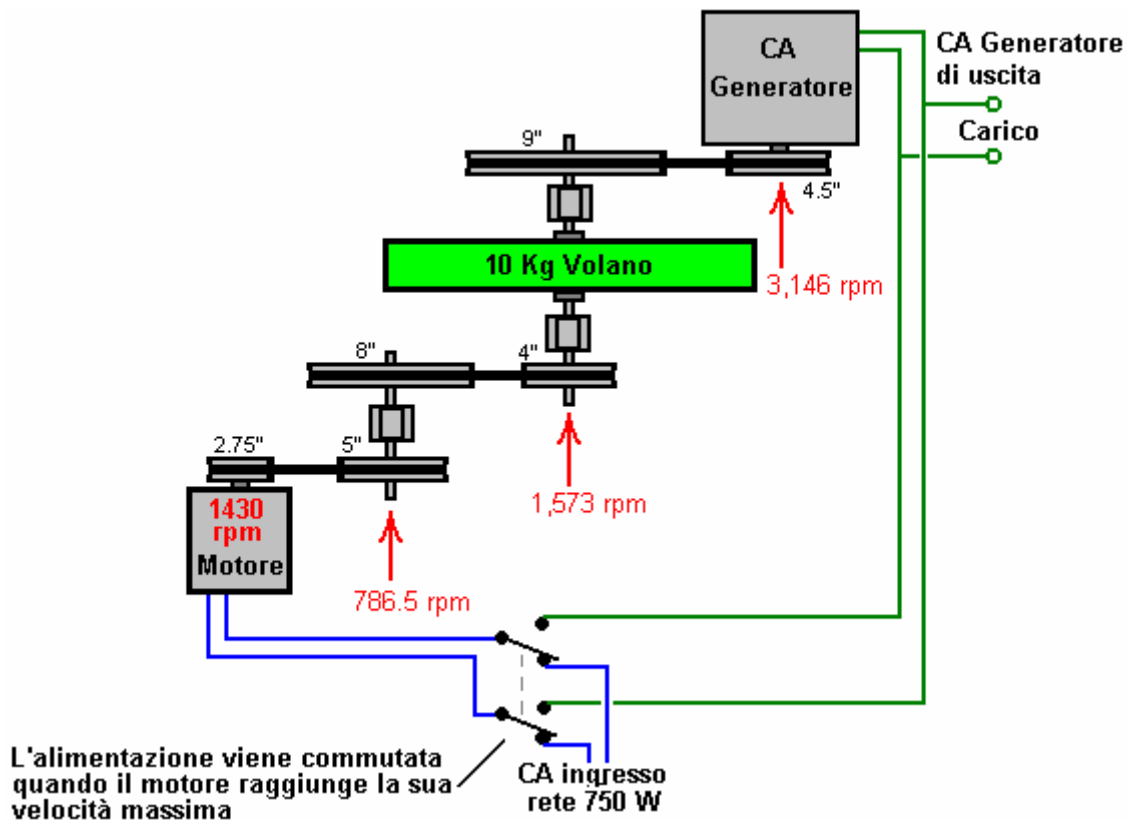 CA
Generatore
CA Generatore
di uscita
Carico
9"
4.5"
10 Kg Volano
3,146 rpm
8"
4"
2.75"
5"
1430
rpm
Motore
1,573 rpm
786.5 rpm
L'alimentazione viene commutata
quando il motore raggiunge la sua
velocità massima
CA ingresso
rete 750 W